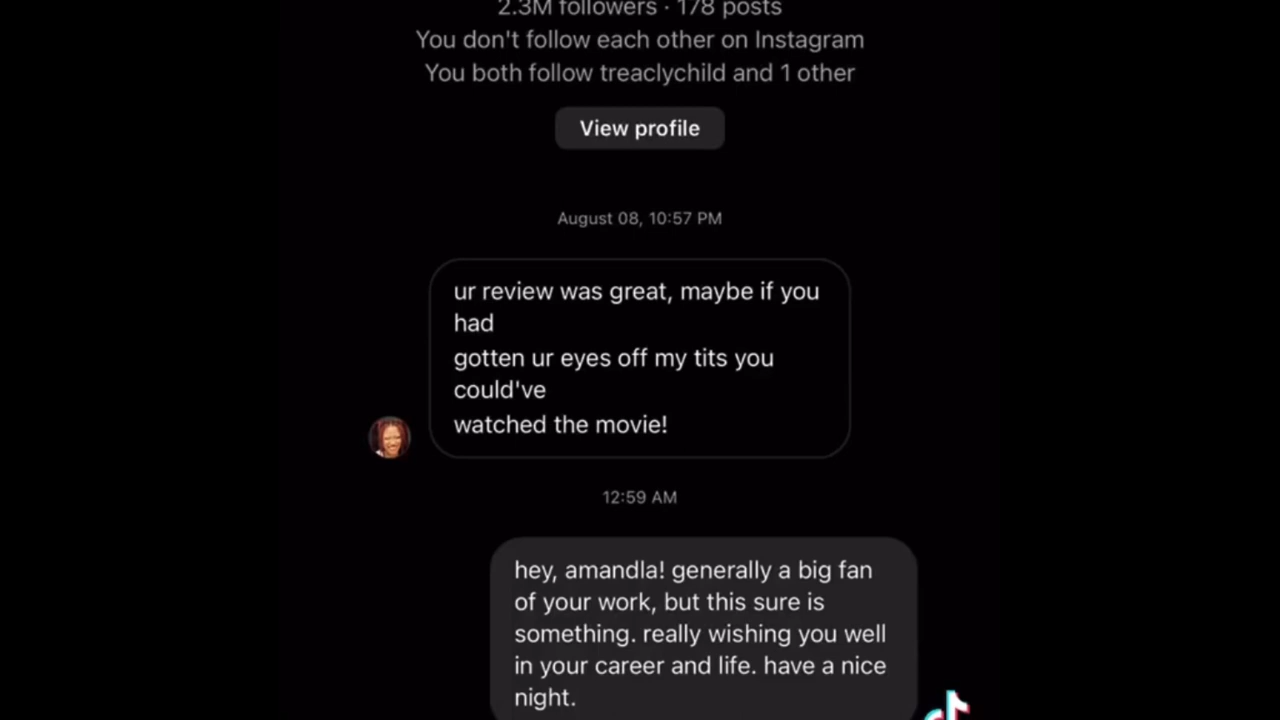 2.3M followers · 178 posts
You don't follow each other on Instagram
You both follow treaclychild and 1 other
View profile
August 08, 10:57 PM
ur review was great, maybe if you
had
gotten ur eyes off my tits you
could've
watched the movie!
12:59 AM
hey, amandla! generally a big fan
of your work, but this sure is
something. really wishing you well
in your career and life. have a nice
night.